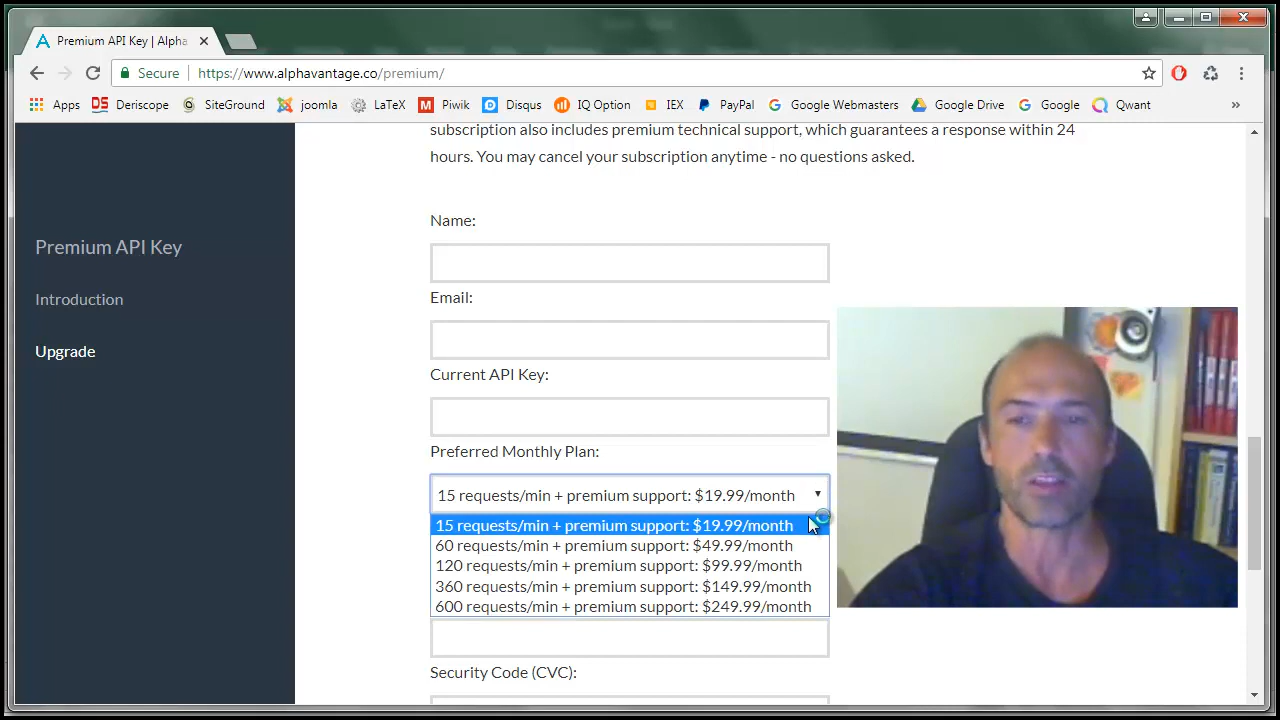 Premium API Key | Alpha
Secure https://www.alphavantage.co/premium/
Apps DS Deriscope SiteGround joomla LaTeX M Piwik Disqus IQ Option IEX PayPal Google Webmasters Google Drive Google Qwant »
subscription also includes premium technical support, which guarantees a response within 24
hours. You may cancel your subscription anytime - no questions asked.
Premium API Key
Introduction
Upgrade
Name:
Email:
Current API Key:
Preferred Monthly Plan:
15 requests/min + premium support: $19.99/month
15 requests/min + premium support: $19.99/month
60 requests/min + premium support: $49.99/month
120 requests/min + premium support: $99.99/month
360 requests/min + premium support: $149.99/month
600 requests/min + premium support: $249.99/month
Security Code (CVC):